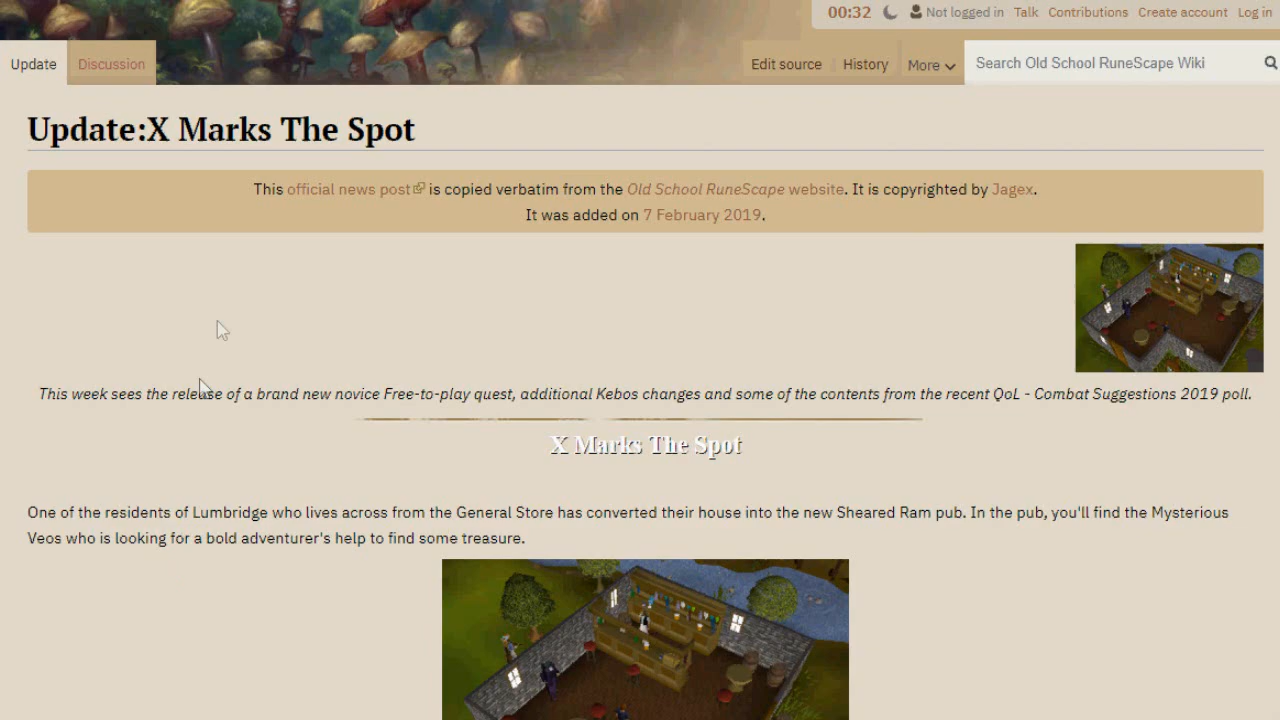 00:32 Not logged in Talk Contributions Create account Log in
Update Discussion Edit source History More Search Old School RuneScape Wiki
Update:X Marks The Spot
This official news post is copied verbatim from the Old School RuneScape website. It is copyrighted by Jagex.
It was added on 7 February 2019.
This week sees the release of a brand new novice Free-to-play quest, additional Kebos changes and some of the contents from the recent QoL - Combat Suggestions 2019 poll.
X Marks The Spot
One of the residents of Lumbridge who lives across from the General Store has converted their house into the new Sheared Ram pub. In the pub, you'll find the Mysterious
Veos who is looking for a bold adventurer's help to find some treasure.